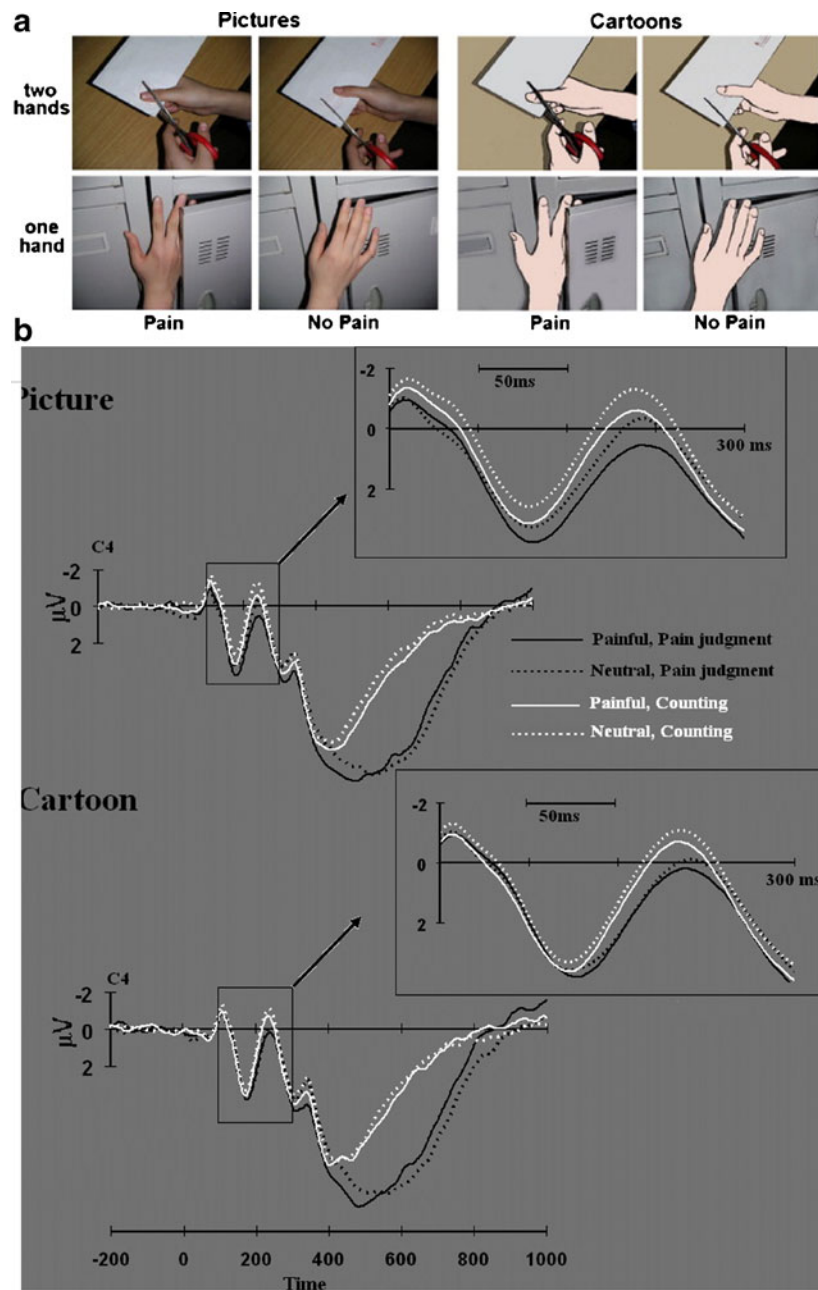 a
Pictures
Cartoons
two
hands
one
hand
Pain
No Pain
Pain
No Pain
b
Picture
-2
0
2
50ms
300 ms
C4
-2
0
2
µV
Painful, Pain judgment
Neutral, Pain judgment
Painful, Counting
Neutral, Counting
Cartoon
-2
0
2
50ms
300 ms
C4
-2
0
2
µV
-200 0 200 400 600 800 1000
Time